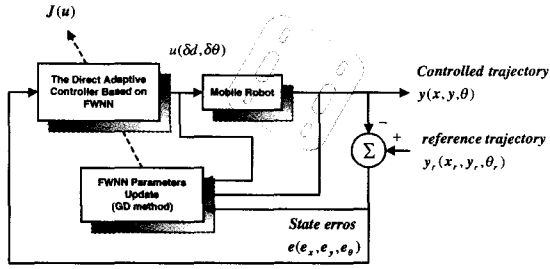 J(u)
u(δd,δθ)
The Direct Adaptive
Controller Based on
FWNN
Mobile Robot
Controlled trajectory
y(x,y,θ)
−
+
Σ
reference trajectory
y_r(x_r,y_r,θ_r)
FWNN Parameters
Update
(GD method)
State erros
e(e_x,e_y,e_θ)